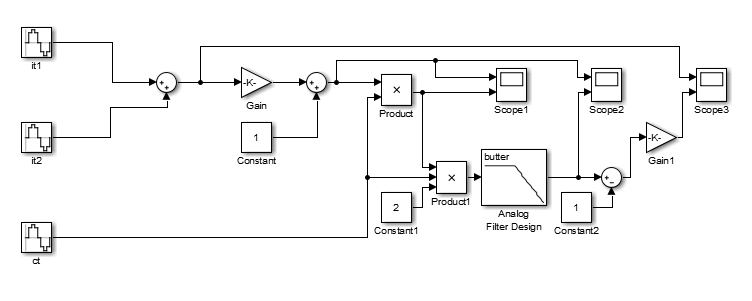 it1
it2
ct
+
+
-K-
Gain
1
Constant
+
+
×
Product
Scope1
Scope2
Scope3
2
Constant1
×
Product1
butter
Analog
Filter Design
1
Constant2
+
−
-K-
Gain1